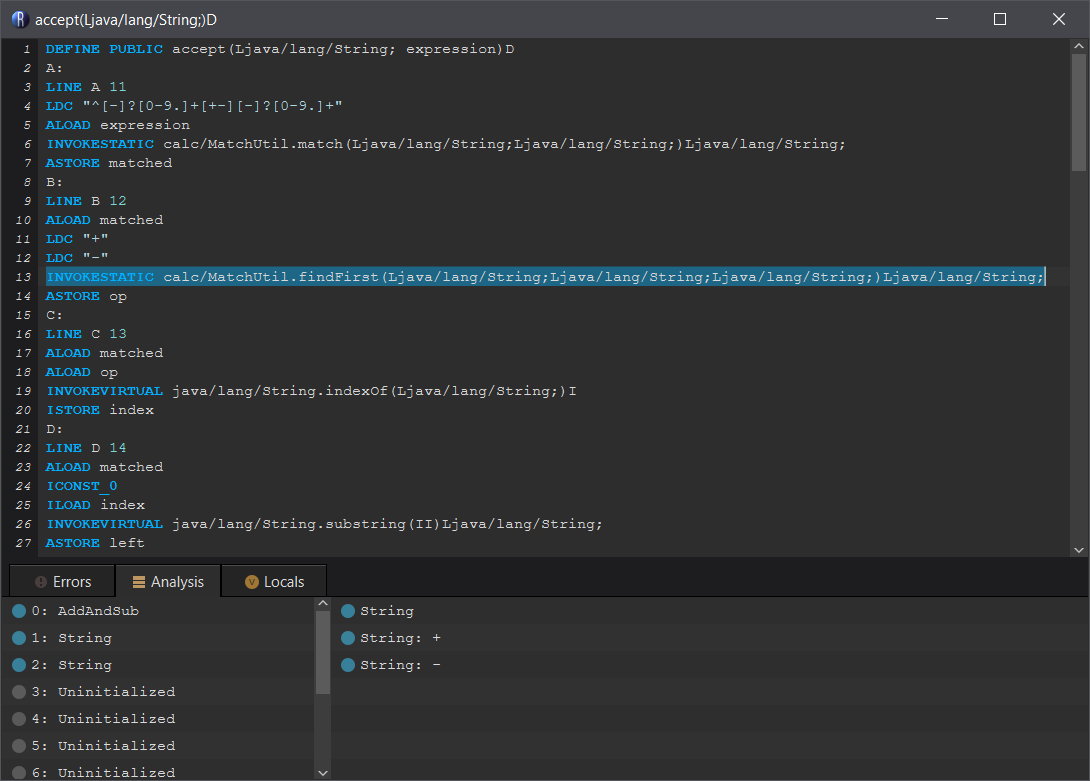 accept(Ljava/lang/String;)D
1 DEFINE PUBLIC accept(Ljava/lang/String; expression)D
2 A:
3 LINE A 11
4 LDC "^[-]?[0-9.]+[+-][-]?[0-9.]+"
5 ALOAD expression
6 INVOKESTATIC calc/MatchUtil.match(Ljava/lang/String;Ljava/lang/String;)Ljava/lang/String;
7 ASTORE matched
8 B:
9 LINE B 12
10 ALOAD matched
11 LDC "+"
12 LDC "-"
13 INVOKESTATIC calc/MatchUtil.findFirst(Ljava/lang/String;Ljava/lang/String;Ljava/lang/String;)Ljava/lang/String;
14 ASTORE op
15 C:
16 LINE C 13
17 ALOAD matched
18 ALOAD op
19 INVOKEVIRTUAL java/lang/String.indexOf(Ljava/lang/String;)I
20 ISTORE index
21 D:
22 LINE D 14
23 ALOAD matched
24 ICONST_0
25 ILOAD index
26 INVOKEVIRTUAL java/lang/String.substring(II)Ljava/lang/String;
27 ASTORE left
Errors Analysis Locals
0: AddAndSub
1: String
2: String
3: Uninitialized
4: Uninitialized
5: Uninitialized
6: Uninitialized
String
String: +
String: -